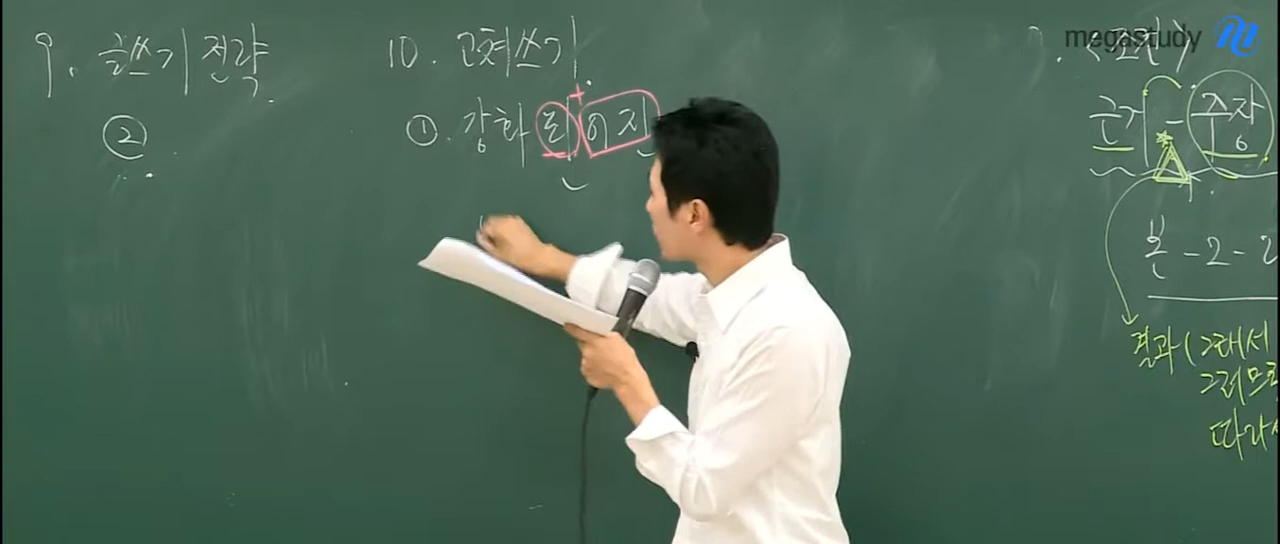 9. 글쓰기 전략
②
10. 고쳐쓰기
① 강화 되 + 어 지
megastudy
근거 - 주장
본 - 2 - 2
결과 ( 그래서
그러므로
따라서